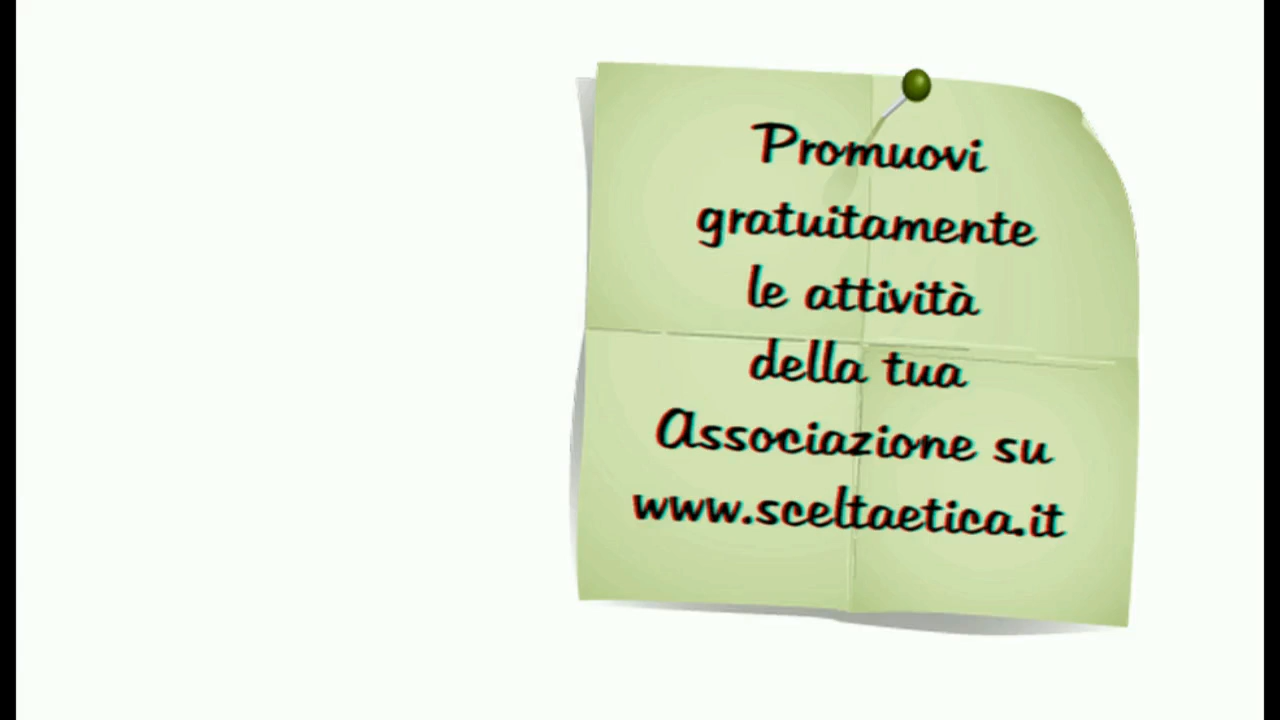 Promuovi
gratuitamente
le attività
della tua
Associazione su
www.sceltaetica.it